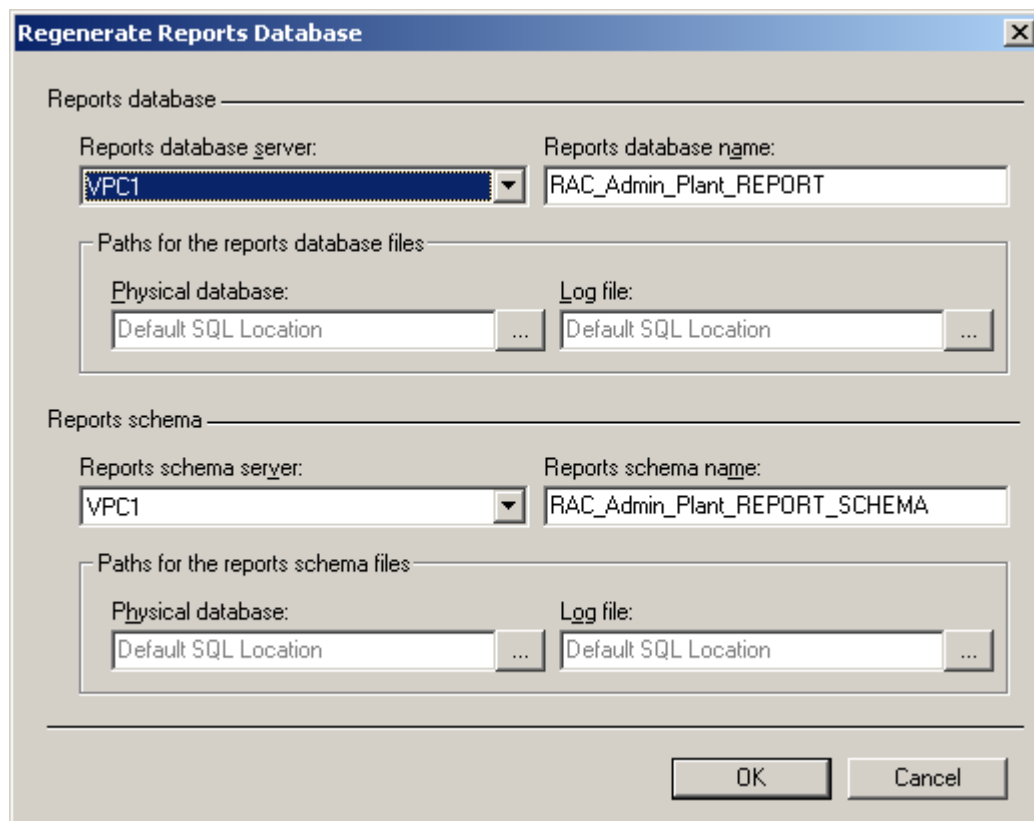 Regenerate Reports Database
Reports database
Reports database server: Reports database name:
VPC1 RAC_Admin_Plant_REPORT
Paths for the reports database files
Physical database: Log file:
Default SQL Location ... Default SQL Location ...
Reports schema
Reports schema server: Reports schema name:
VPC1 RAC_Admin_Plant_REPORT_SCHEMA
Paths for the reports schema files
Physical database: Log file:
Default SQL Location ... Default SQL Location ...
OK Cancel